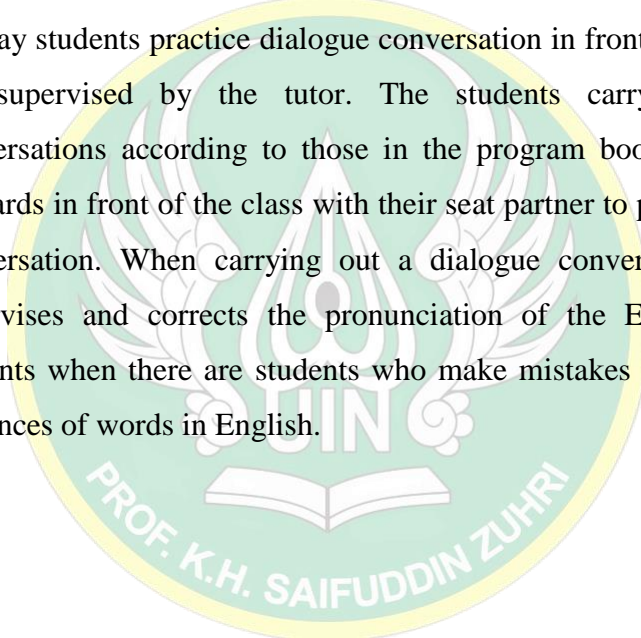 ay students practice dialogue conversation in front
supervised by the tutor. The students carry
ersations according to those in the program boo
ards in front of the class with their seat partner to p
ersation. When carrying out a dialogue conver
vises and corrects the pronunciation of the E
nts when there are students who make mistakes
nces of words in English.
UIN
PROF. K.H. SAIFUDDIN ZUHRI